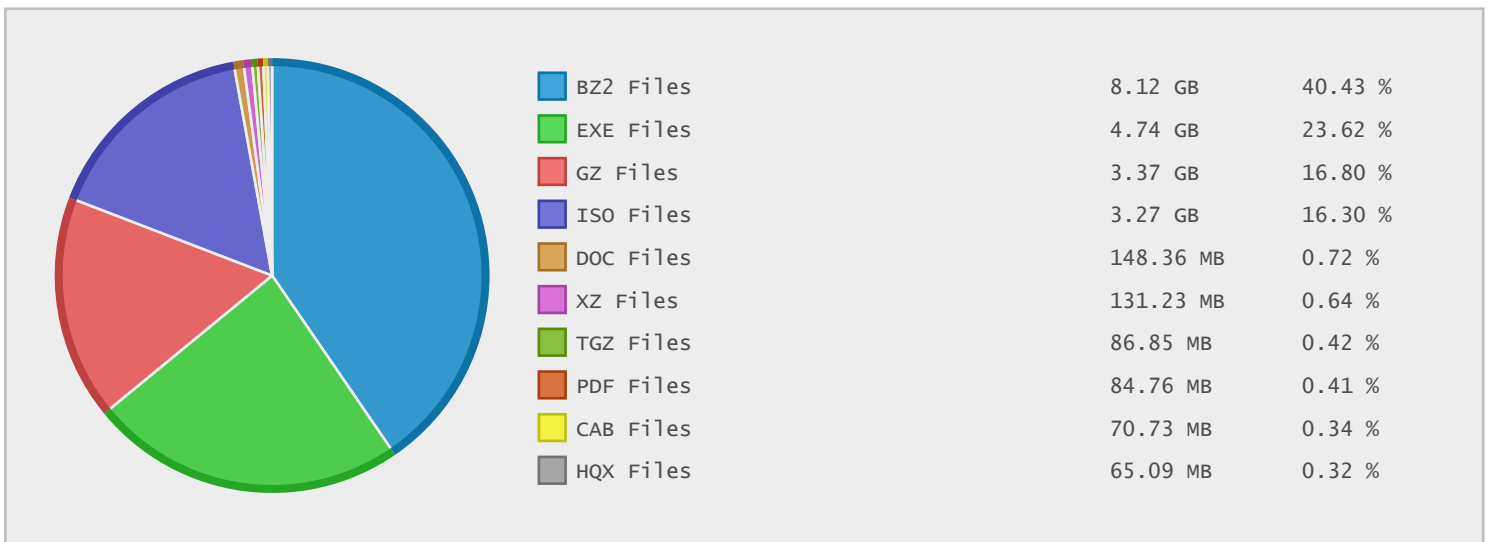 BZ2 Files 8.12 GB 40.43 %
EXE Files 4.74 GB 23.62 %
GZ Files 3.37 GB 16.80 %
ISO Files 3.27 GB 16.30 %
DOC Files 148.36 MB 0.72 %
XZ Files 131.23 MB 0.64 %
TGZ Files 86.85 MB 0.42 %
PDF Files 84.76 MB 0.41 %
CAB Files 70.73 MB 0.34 %
HQX Files 65.09 MB 0.32 %